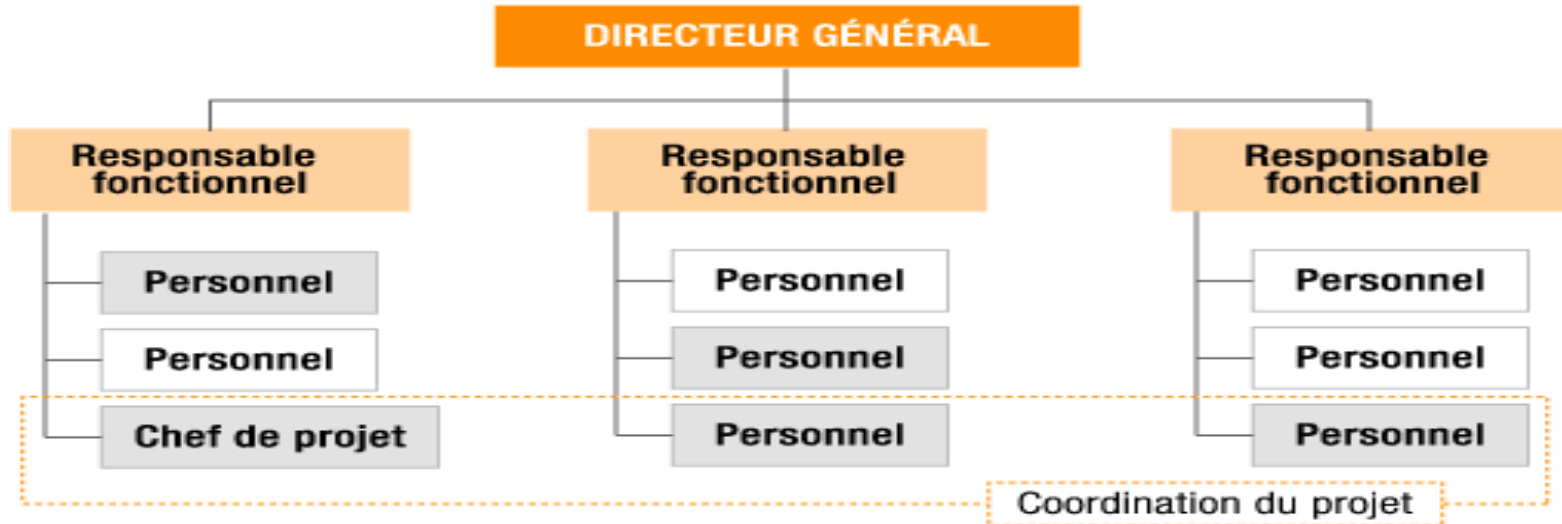 DIRECTEUR GÉNÉRAL
Responsable
fonctionnel
Responsable
fonctionnel
Responsable
fonctionnel
Personnel
Personnel
Chef de projet
Personnel
Personnel
Personnel
Personnel
Personnel
Personnel
Coordination du projet